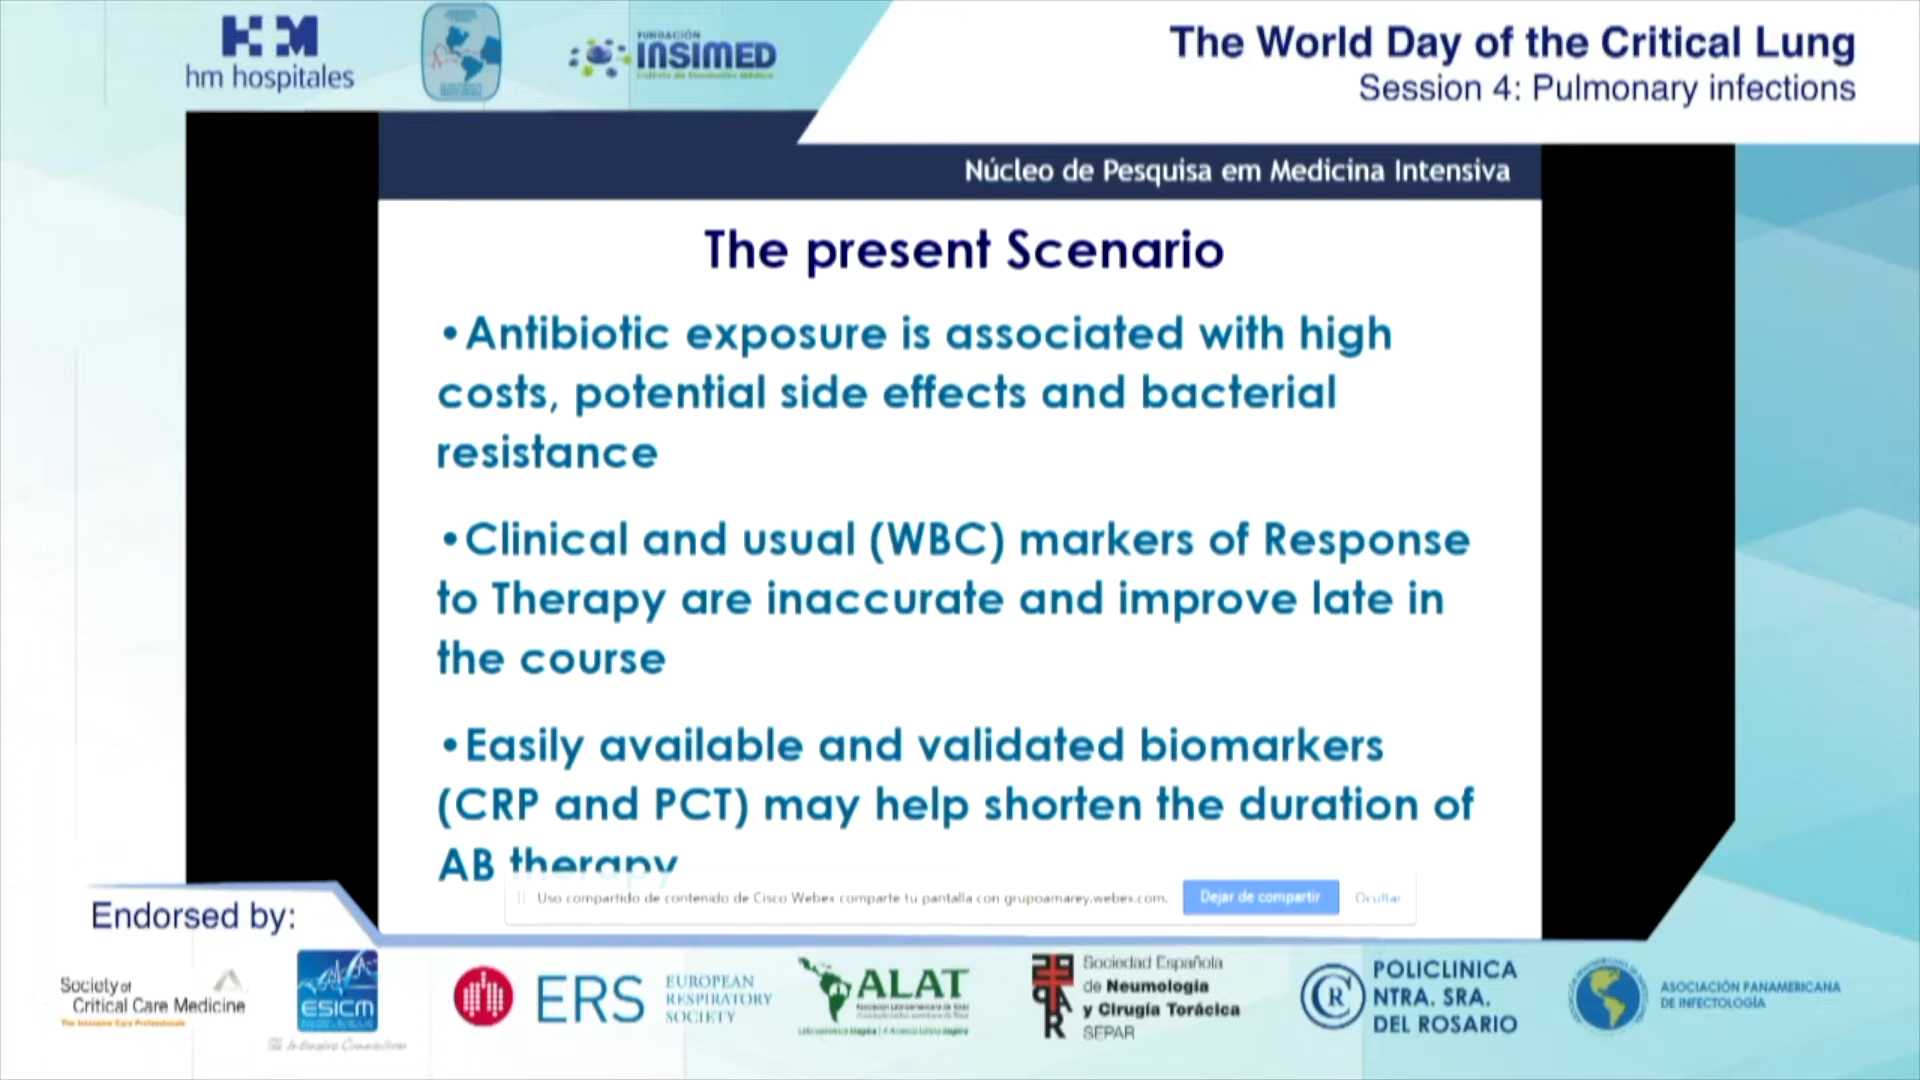 hm hospitales
FUNDACIÓN
INSIMED
The World Day of the Critical Lung
Session 4: Pulmonary infections
Núcleo de Pesquisa em Medicina Intensiva
The present Scenario
•Antibiotic exposure is associated with high
costs, potential side effects and bacterial
resistance
•Clinical and usual (WBC) markers of Response
to Therapy are inaccurate and improve late in
the course
•Easily available and validated biomarkers
(CRP and PCT) may help shorten the duration of
AB therapy
Uso compartido de contenido de Cisco Webex comparte tu pantalla con grupoamarey.webex.com.
Dejar de compartir
Ocultar
Endorsed by:
Society of
Critical Care Medicine
The Intensive Care Professionals
ESICM
ERS
EUROPEAN
RESPIRATORY
SOCIETY
ALAT
Sociedad Española
de Neumología
y Cirugía Torácica
SEPAR
CR
POLICLINICA
NTRA. SRA.
DEL ROSARIO
ASOCIACIÓN PANAMERICANA
DE INFECTOLOGÍA